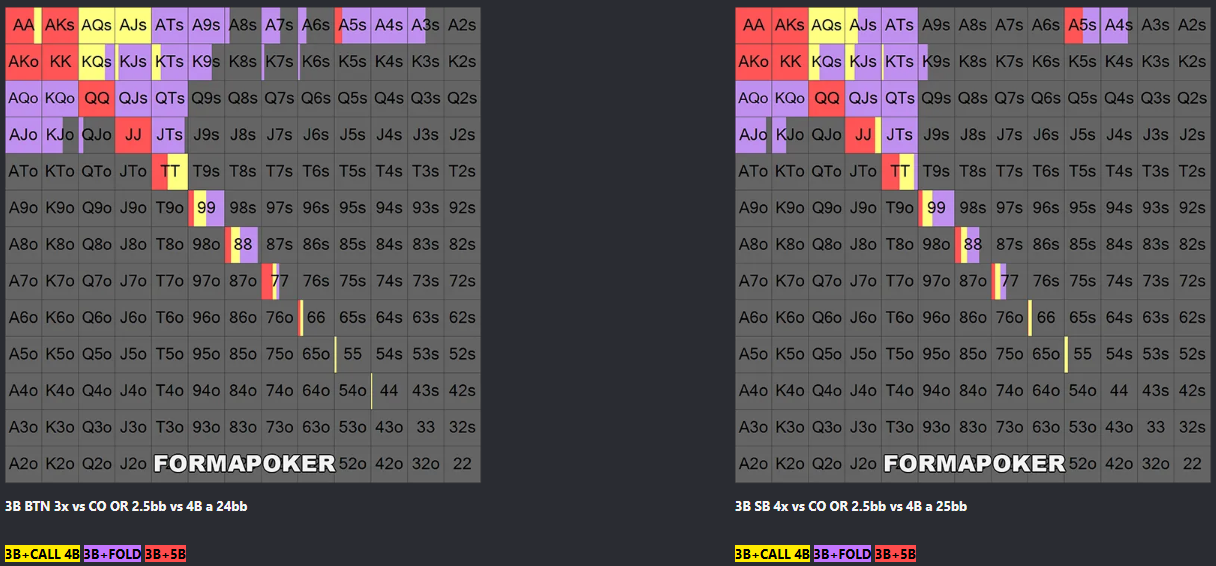 AA AKs AQs AJs ATs A9s A8s A7s A6s A5s A4s A3s A2s
AKo KK KQs KJs KTs K9s K8s K7s K6s K5s K4s K3s K2s
AQo KQo QQ QJs QTs Q9s Q8s Q7s Q6s Q5s Q4s Q3s Q2s
AJo KJo QJo JJ JTs J9s J8s J7s J6s J5s J4s J3s J2s
ATo KTo QTo JTo TT T9s T8s T7s T6s T5s T4s T3s T2s
A9o K9o Q9o J9o T9o 99 98s 97s 96s 95s 94s 93s 92s
A8o K8o Q8o J8o T8o 98o 88 87s 86s 85s 84s 83s 82s
A7o K7o Q7o J7o T7o 97o 87o 77 76s 75s 74s 73s 72s
A6o K6o Q6o J6o T6o 96o 86o 76o 66 65s 64s 63s 62s
A5o K5o Q5o J5o T5o 95o 85o 75o 65o 55 54s 53s 52s
A4o K4o Q4o J4o T4o 94o 84o 74o 64o 54o 44 43s 42s
A3o K3o Q3o J3o T3o 93o 83o 73o 63o 53o 43o 33 32s
A2o K2o Q2o J2o FORMAPOKER 52o 42o 32o 22
3B BTN 3x vs CO OR 2.5bb vs 4B a 24bb
3B+CALL 4B 3B+FOLD 3B+5B
AA AKs AQs AJs ATs A9s A8s A7s A6s A5s A4s A3s A2s
AKo KK KQs KJs KTs K9s K8s K7s K6s K5s K4s K3s K2s
AQo KQo QQ QJs QTs Q9s Q8s Q7s Q6s Q5s Q4s Q3s Q2s
AJo KJo QJo JJ JTs J9s J8s J7s J6s J5s J4s J3s J2s
ATo KTo QTo JTo TT T9s T8s T7s T6s T5s T4s T3s T2s
A9o K9o Q9o J9o T9o 99 98s 97s 96s 95s 94s 93s 92s
A8o K8o Q8o J8o T8o 98o 88 87s 86s 85s 84s 83s 82s
A7o K7o Q7o J7o T7o 97o 87o 77 76s 75s 74s 73s 72s
A6o K6o Q6o J6o T6o 96o 86o 76o 66 65s 64s 63s 62s
A5o K5o Q5o J5o T5o 95o 85o 75o 65o 55 54s 53s 52s
A4o K4o Q4o J4o T4o 94o 84o 74o 64o 54o 44 43s 42s
A3o K3o Q3o J3o T3o 93o 83o 73o 63o 53o 43o 33 32s
A2o K2o Q2o J2o FORMAPOKER 52o 42o 32o 22
3B SB 4x vs CO OR 2.5bb vs 4B a 25bb
3B+CALL 4B 3B+FOLD 3B+5B